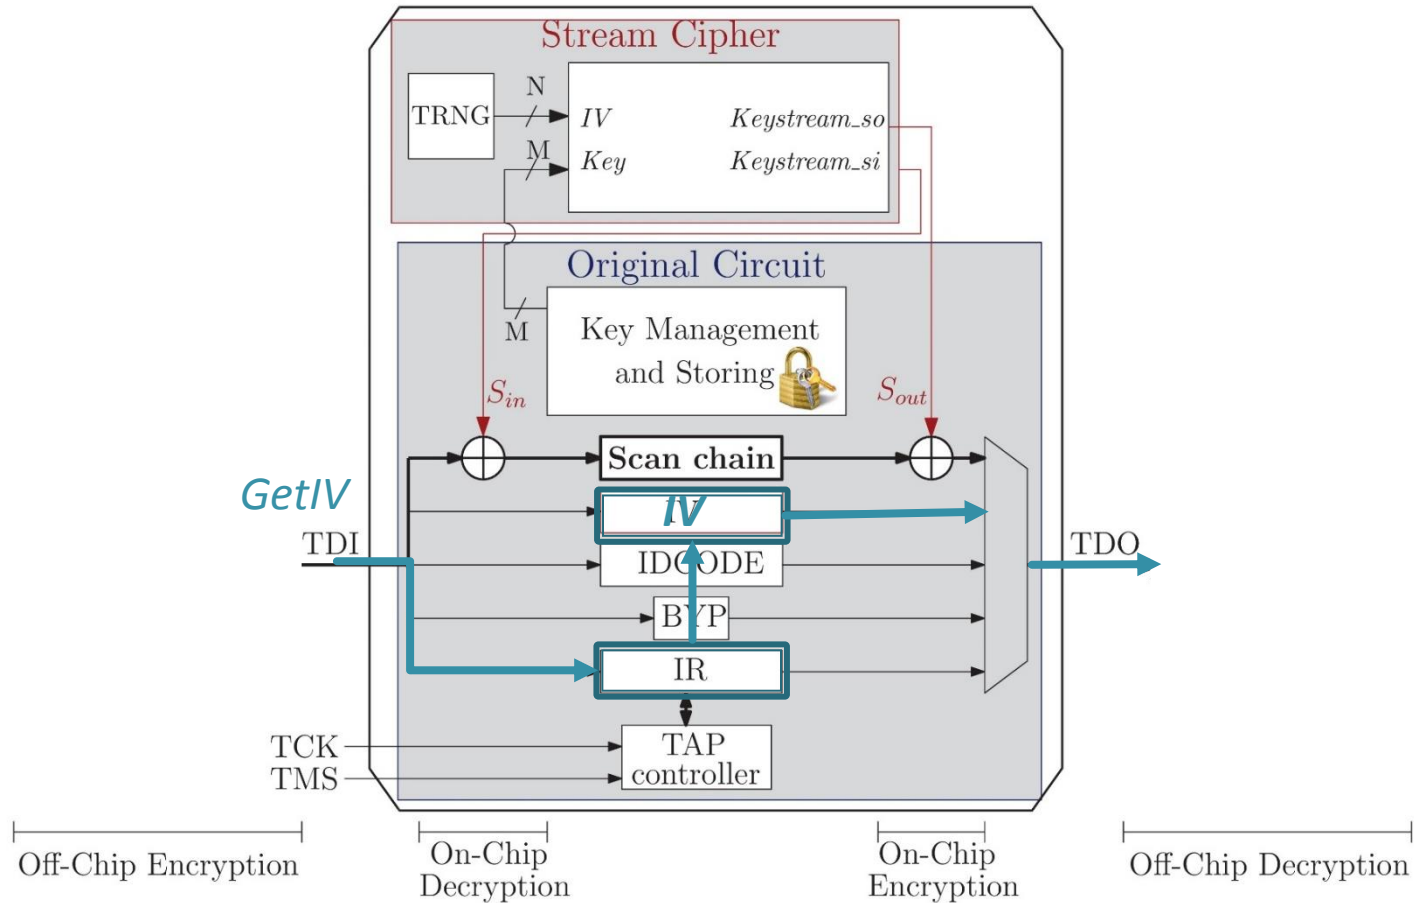 Stream Cipher
TRNG
N
M
IV
Key
Keystream_so
Keystream_si
Original Circuit
M
Key Management
and Storing
S_in
S_out
Scan chain
GetIV
IV
TDI
IDCODE
TDO
BYP
IR
TCK
TMS
TAP
controller
Off-Chip Encryption
On-Chip
Decryption
On-Chip
Encryption
Off-Chip Decryption